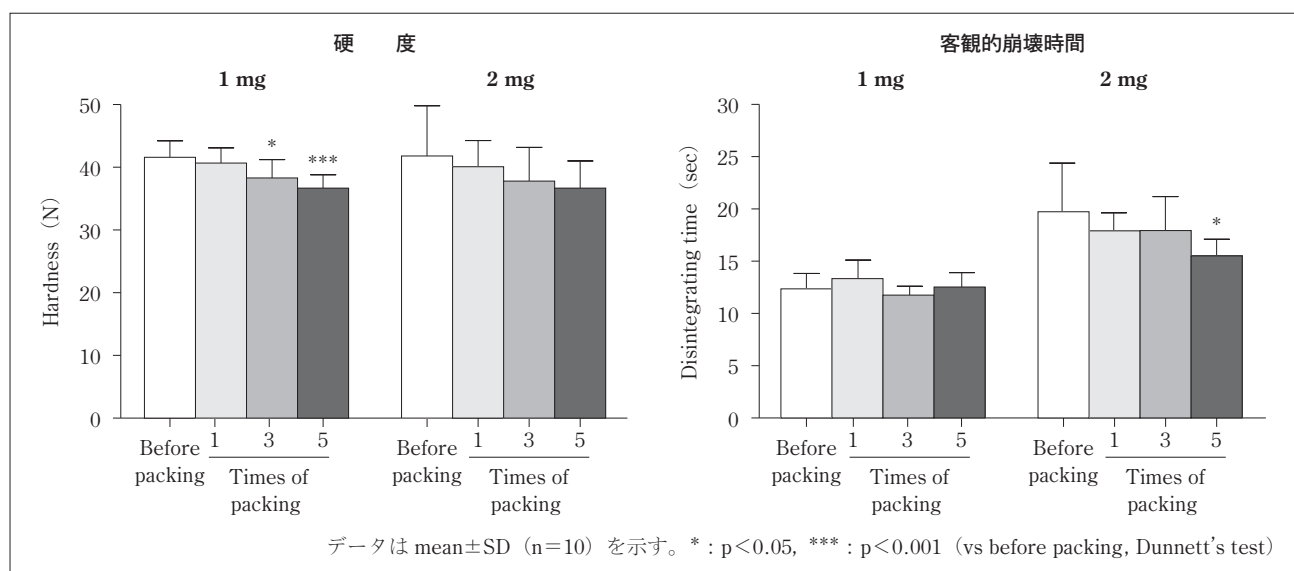 硬 度
1 mg 2 mg
Hardness (N)
50
40
30
20
10
0
Before packing
1 3 5
Times of packing
Before packing
1 3 5
Times of packing
*
***
客観的崩壊時間
1 mg 2 mg
Disintegrating time (sec)
30
25
20
15
10
5
0
Before packing
1 3 5
Times of packing
Before packing
1 3 5
Times of packing
*
データは mean±SD（n=10）を示す。*：p<0.05, ***：p<0.001（vs before packing, Dunnett's test）